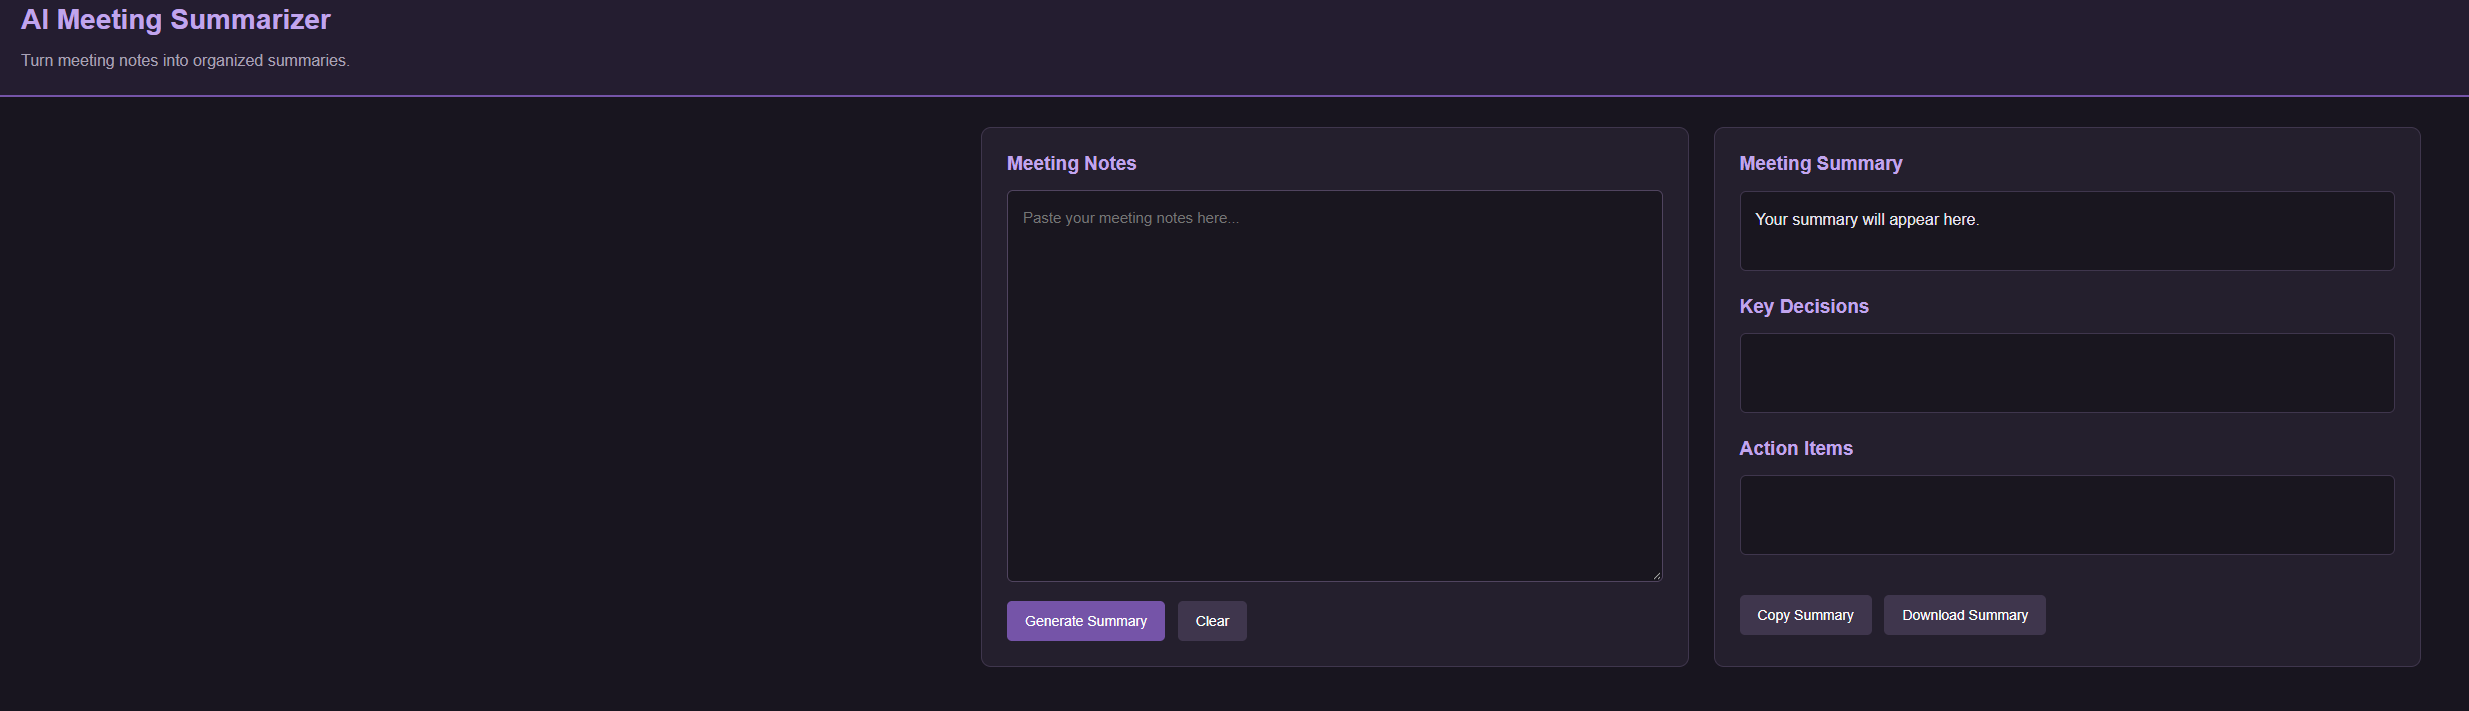 AI Meeting Summarizer
Turn meeting notes into organized summaries.
Meeting Notes
Paste your meeting notes here...
Generate Summary
Clear
Meeting Summary
Your summary will appear here.
Key Decisions
Action Items
Copy Summary
Download Summary